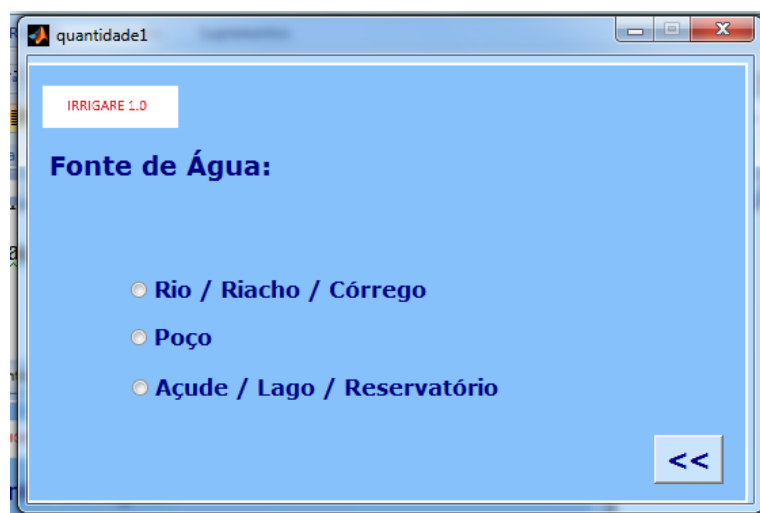 quantidade1
IRRIGARE 1.0
Fonte de Água:
Rio / Riacho / Córrego
Poço
Açude / Lago / Reservatório
<<